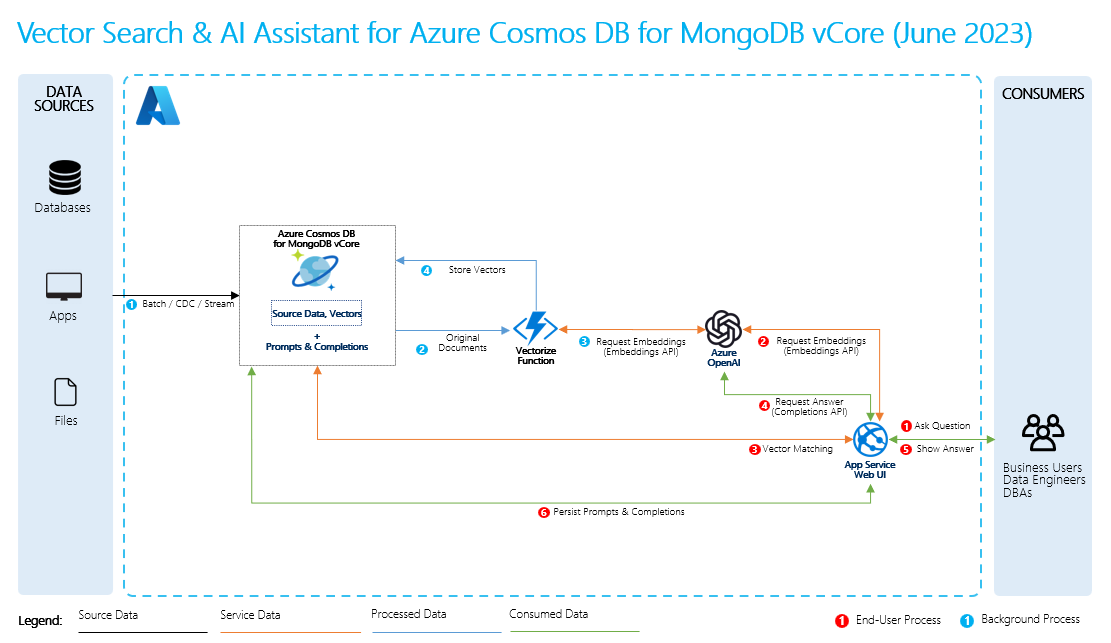 Vector Search & AI Assistant for Azure Cosmos DB for MongoDB vCore (June 2023)
DATA
SOURCES
Databases
Apps
Files
1 Batch / CDC / Stream
Azure Cosmos DB
for MongoDB vCore
Source Data, Vectors
+
Prompts & Completions
4 Store Vectors
2 Original
Documents
Vectorize
Function
3 Request Embeddings
(Embeddings API)
Azure
OpenAI
2 Request Embeddings
(Embeddings API)
4 Request Answer
(Completions API)
3 Vector Matching
App Service
Web UI
1 Ask Question
5 Show Answer
6 Persist Prompts & Completions
CONSUMERS
Business Users
Data Engineers
DBAs
Legend:
Source Data
Service Data
Processed Data
Consumed Data
1 End-User Process
1 Background Process